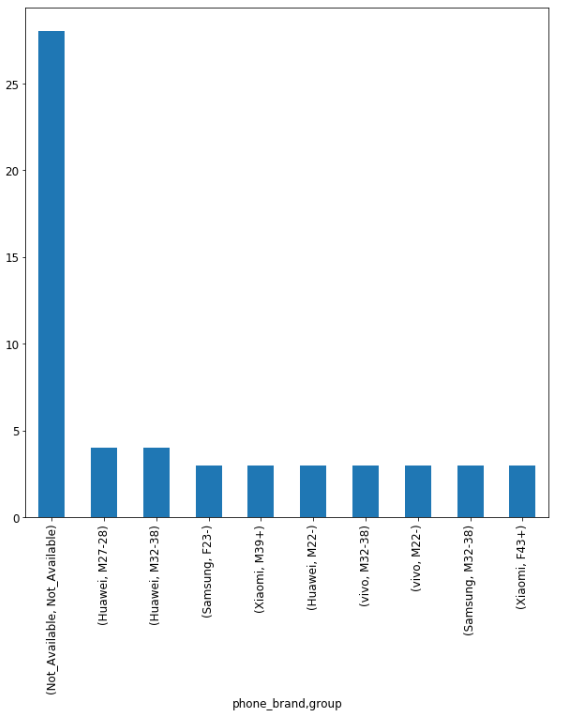 25
20
15
10
5
0
(Not_Available, Not_Available)
(Huawei, M27-28)
(Huawei, M32-38)
(Samsung, F23-)
(Xiaomi, M39+)
(Huawei, M22-)
(vivo, M32-38)
(vivo, M22-)
(Samsung, M32-38)
(Xiaomi, F43+)
phone_brand,group